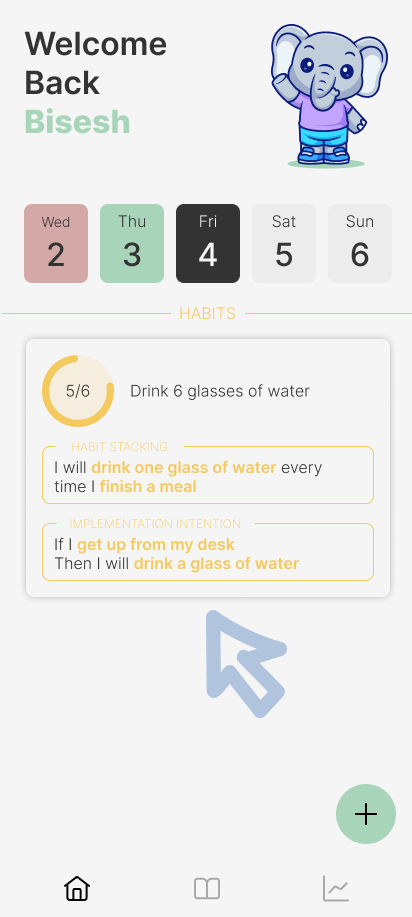 Welcome
Back
Bisesh
Wed Thu Fri Sat Sun
2 3 4 5 6
HABITS
5/6 Drink 6 glasses of water
HABIT STACKING
I will drink one glass of water every
time I finish a meal
IMPLEMENTATION INTENTION
If I get up from my desk
Then I will drink a glass of water